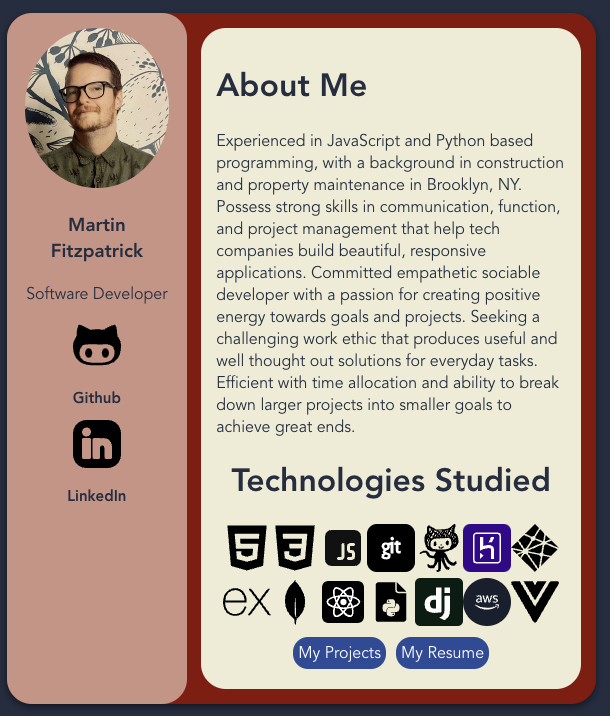 Martin
Fitzpatrick
Software Developer
Github
in
LinkedIn
About Me
Experienced in JavaScript and Python based
programming, with a background in construction
and property maintenance in Brooklyn, NY.
Possess strong skills in communication, function,
and project management that help tech
companies build beautiful, responsive
applications. Committed empathetic sociable
developer with a passion for creating positive
energy towards goals and projects. Seeking a
challenging work ethic that produces useful and
well thought out solutions for everyday tasks.
Efficient with time allocation and ability to break
down larger projects into smaller goals to
achieve great ends.
Technologies Studied
5 3 JS git
ex dj aws
My Projects My Resume